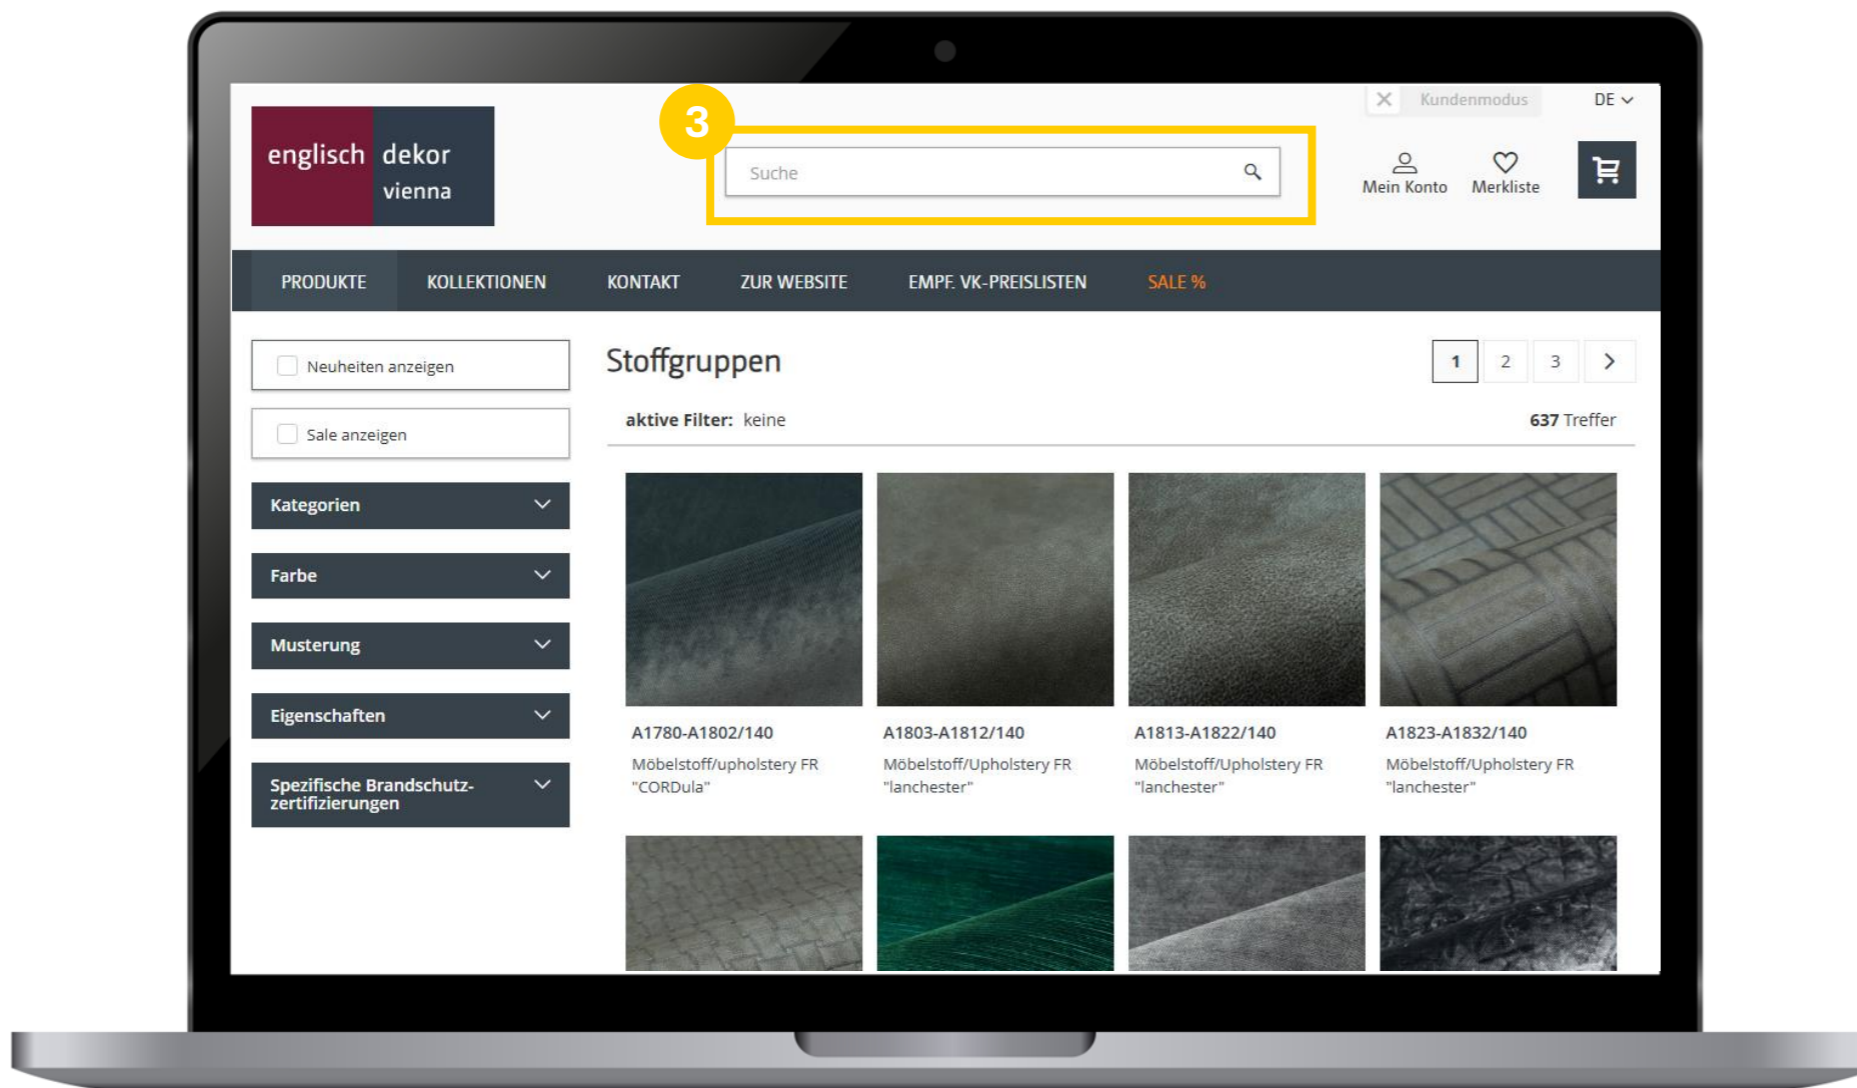 englisch dekor
vienna
3
Suche
Kundenmodus
DE
Mein Konto
Merkliste
PRODUKTE
KOLLEKTIONEN
KONTAKT
ZUR WEBSITE
EMPF. VK-PREISLISTEN
SALE %
Neuheiten anzeigen
Sale anzeigen
Kategorien
Farbe
Musterung
Eigenschaften
Spezifische Brandschutz-
zertifizierungen
Stoffgruppen
1 2 3
aktive Filter: keine
637 Treffer
A1780-A1802/140
Möbelstoff/upholstery FR
"CORDula"
A1803-A1812/140
Möbelstoff/Upholstery FR
"lanchester"
A1813-A1822/140
Möbelstoff/Upholstery FR
"lanchester"
A1823-A1832/140
Möbelstoff/Upholstery FR
"lanchester"